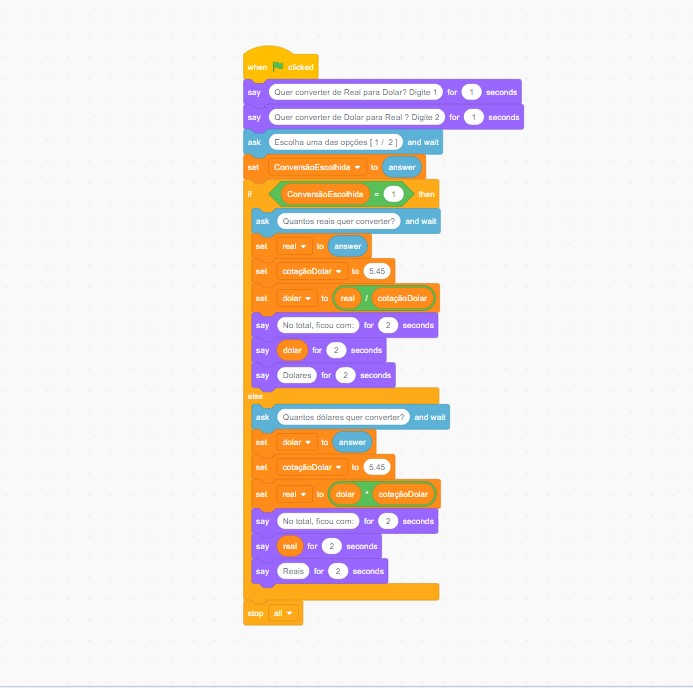 when clicked
say Quer converter de Real para Dolar? Digite 1 for 1 seconds
say Quer converter de Dolar para Real ? Digite 2 for 1 seconds
ask Escolha uma das opções [ 1 / 2 ] and wait
set ConversãoEscolhida to answer
if ConversãoEscolhida = 1 then
ask Quantos reais quer converter? and wait
set real to answer
set cotaçãoDolar to 5.45
set dolar to real / cotaçãoDolar
say No total, ficou com: for 2 seconds
say dolar for 2 seconds
say Dolares for 2 seconds
else
ask Quantos dólares quer converter? and wait
set dolar to answer
set cotaçãoDolar to 5.45
set real to dolar * cotaçãoDolar
say No total, ficou com: for 2 seconds
say real for 2 seconds
say Reais for 2 seconds
stop all